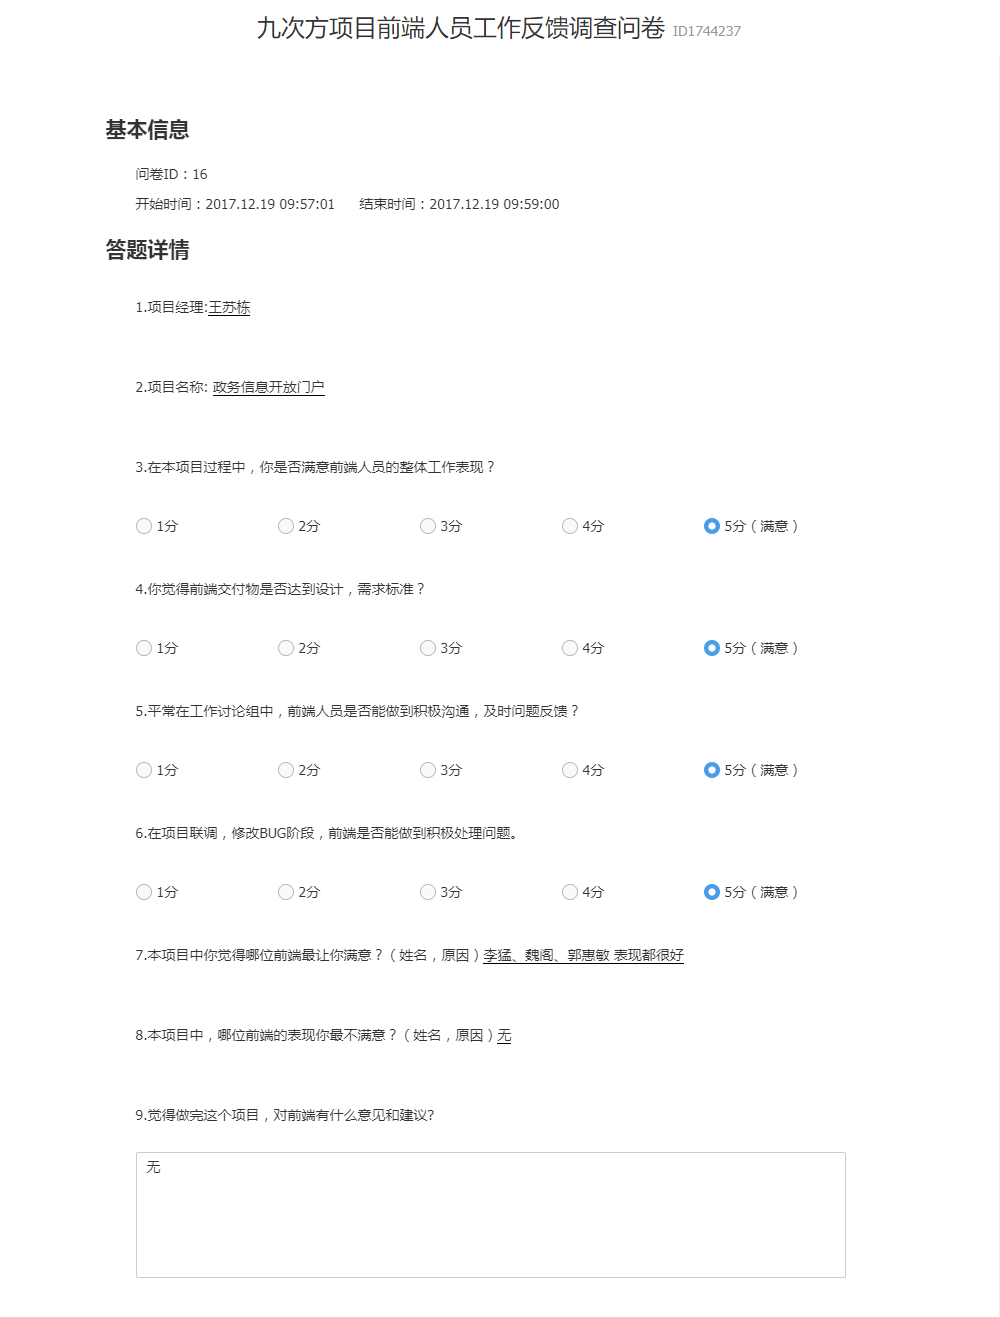 九次方项目前端人员工作反馈调查问卷 ID1744237
基本信息
问卷ID：16
开始时间：2017.12.19 09:57:01 结束时间：2017.12.19 09:59:00
答题详情
1.项目经理:王苏栋
2.项目名称: 政务信息开放门户
3.在本项目过程中，你是否满意前端人员的整体工作表现？
1分 2分 3分 4分 5分（满意）
4.你觉得前端交付物是否达到设计，需求标准？
1分 2分 3分 4分 5分（满意）
5.平常在工作讨论组中，前端人员是否能做到积极沟通，及时问题反馈？
1分 2分 3分 4分 5分（满意）
6.在项目联调，修改BUG阶段，前端是否能做到积极处理问题。
1分 2分 3分 4分 5分（满意）
7.本项目中你觉得哪位前端最让你满意？（姓名，原因）李猛、魏阁、郭惠敏 表现都很好
8.本项目中，哪位前端的表现你最不满意？（姓名，原因）无
9.觉得做完这个项目，对前端有什么意见和建议?
无